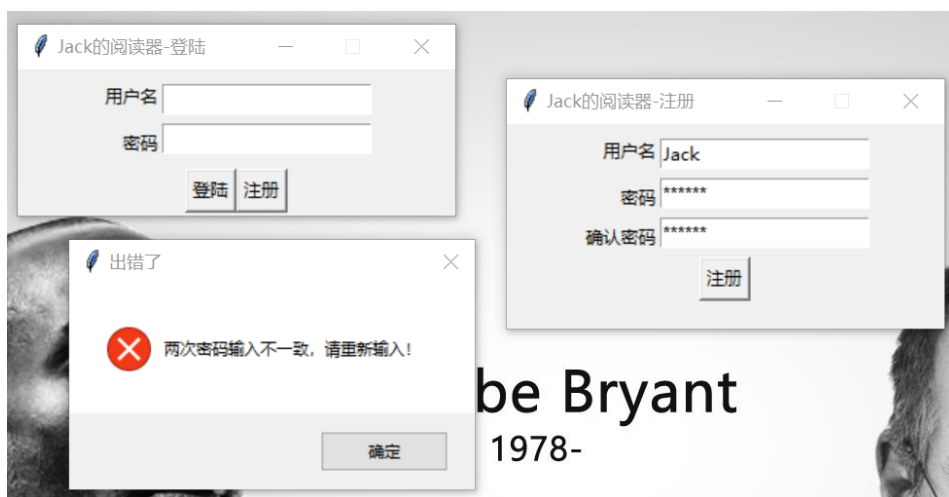 Jack的阅读器-登陆
用户名
密码
登陆 注册
Jack的阅读器-注册
用户名 Jack
密码 ******
确认密码 ******
注册
出错了
两次密码输入不一致，请重新输入！
确定
be Bryant
1978-